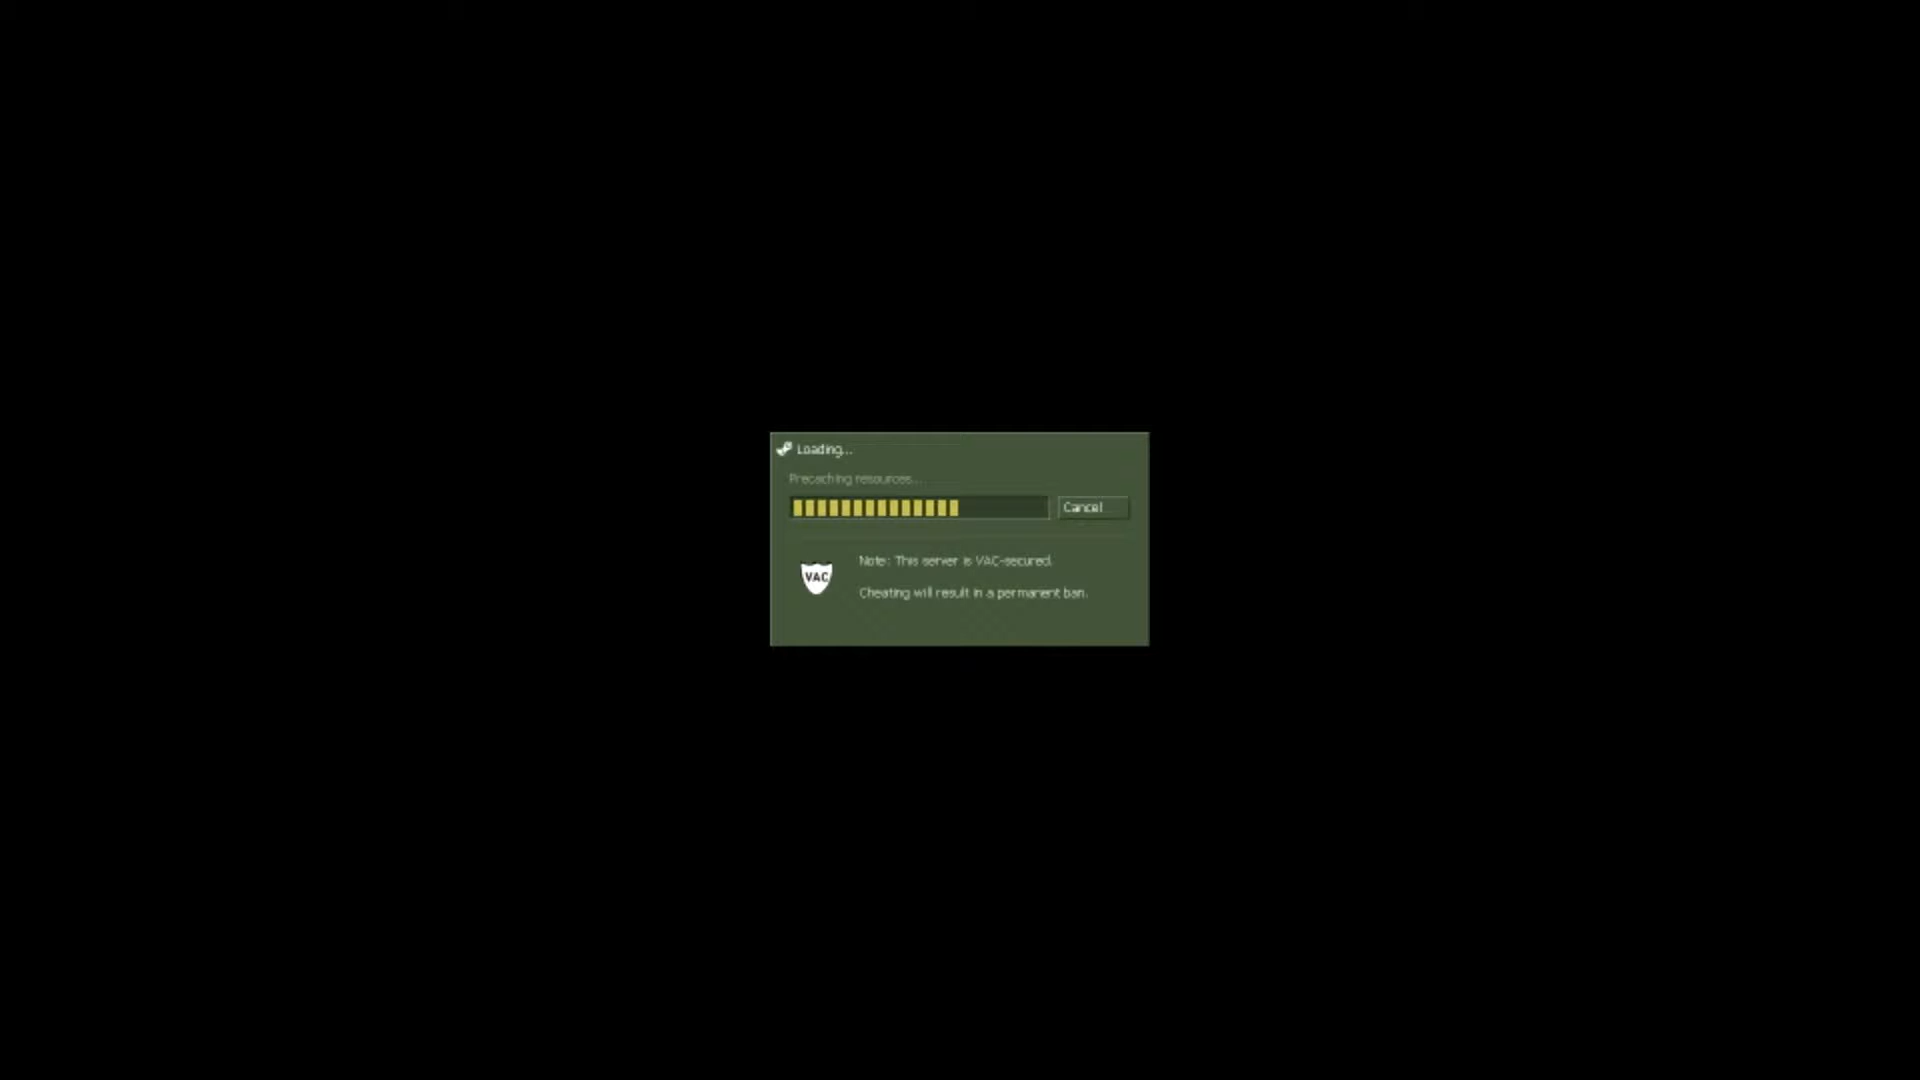 Loading...
Precaching resources...
Cancel
VAC
Note: This server is VAC-secured.
Cheating will result in a permanent ban.